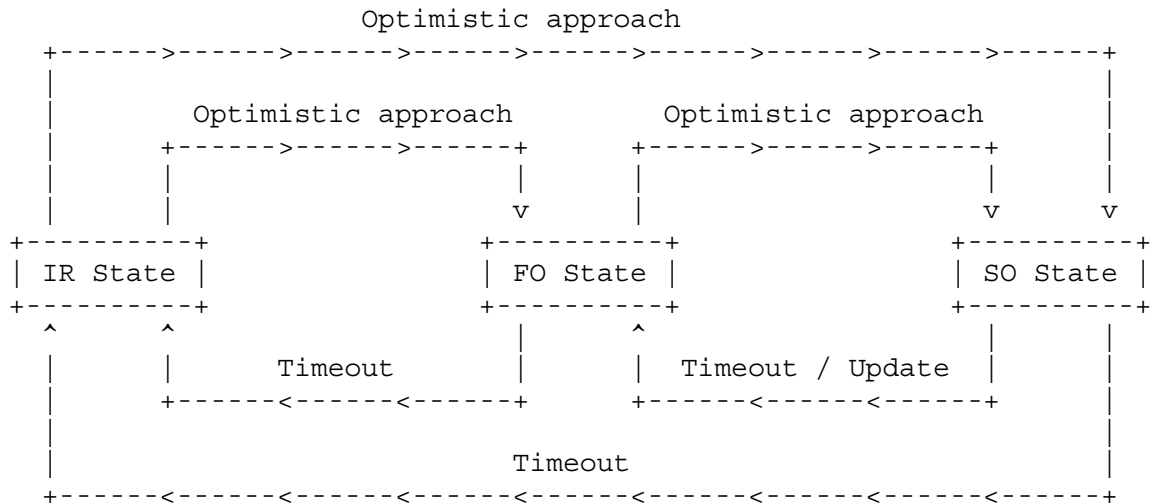 Optimistic approach
Optimistic approach Optimistic approach
IR State FO State SO State
Timeout Timeout / Update
Timeout